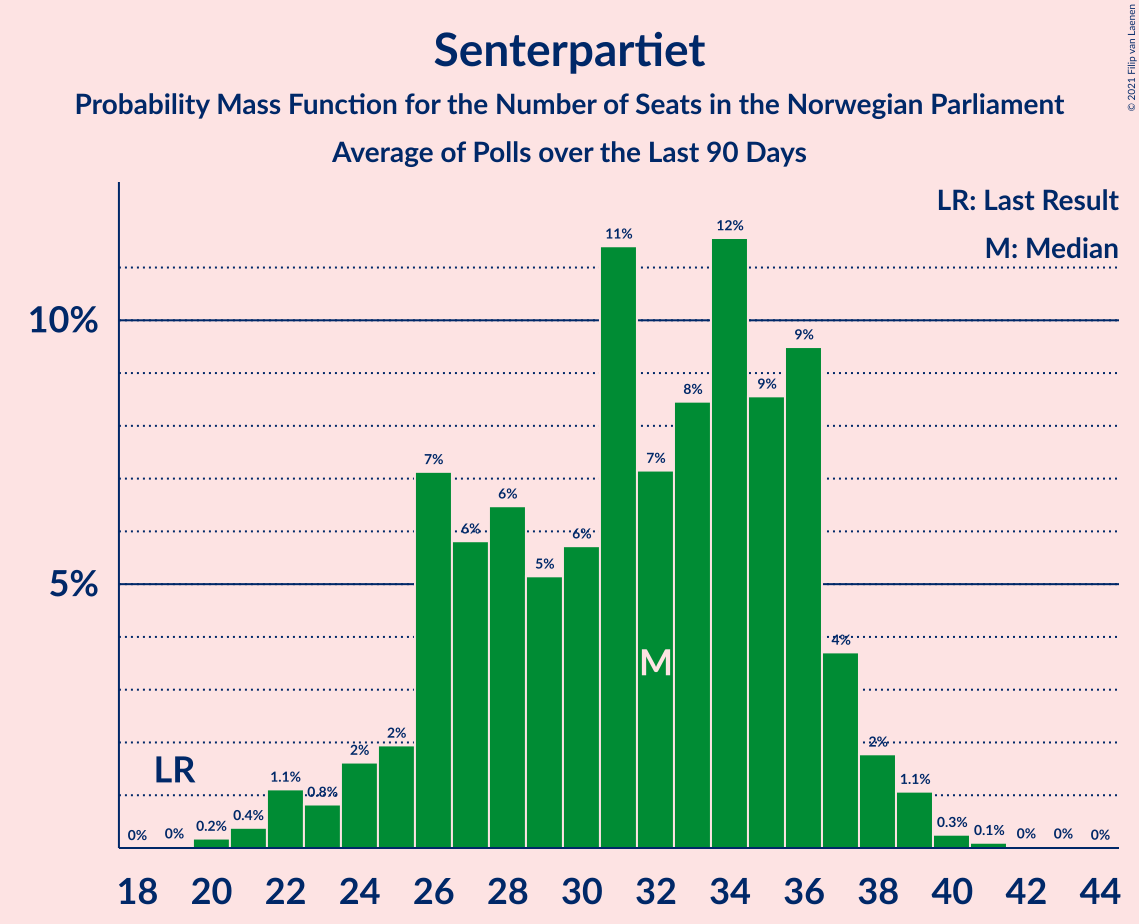 Senterpartiet
Probability Mass Function for the Number of Seats in the Norwegian Parliament
Average of Polls over the Last 90 Days
© 2021 Filip van Laenen
LR: Last Result
M: Median
10%
5%
0% 0% 0.2% 0.4% 1.1% 0.8% 2% 2% 7% 6% 6% 5% 6% 11% 7% 8% 12% 9% 9% 4% 2% 1.1% 0.3% 0.1% 0% 0% 0%
LR
M
18 20 22 24 26 28 30 32 34 36 38 40 42 44